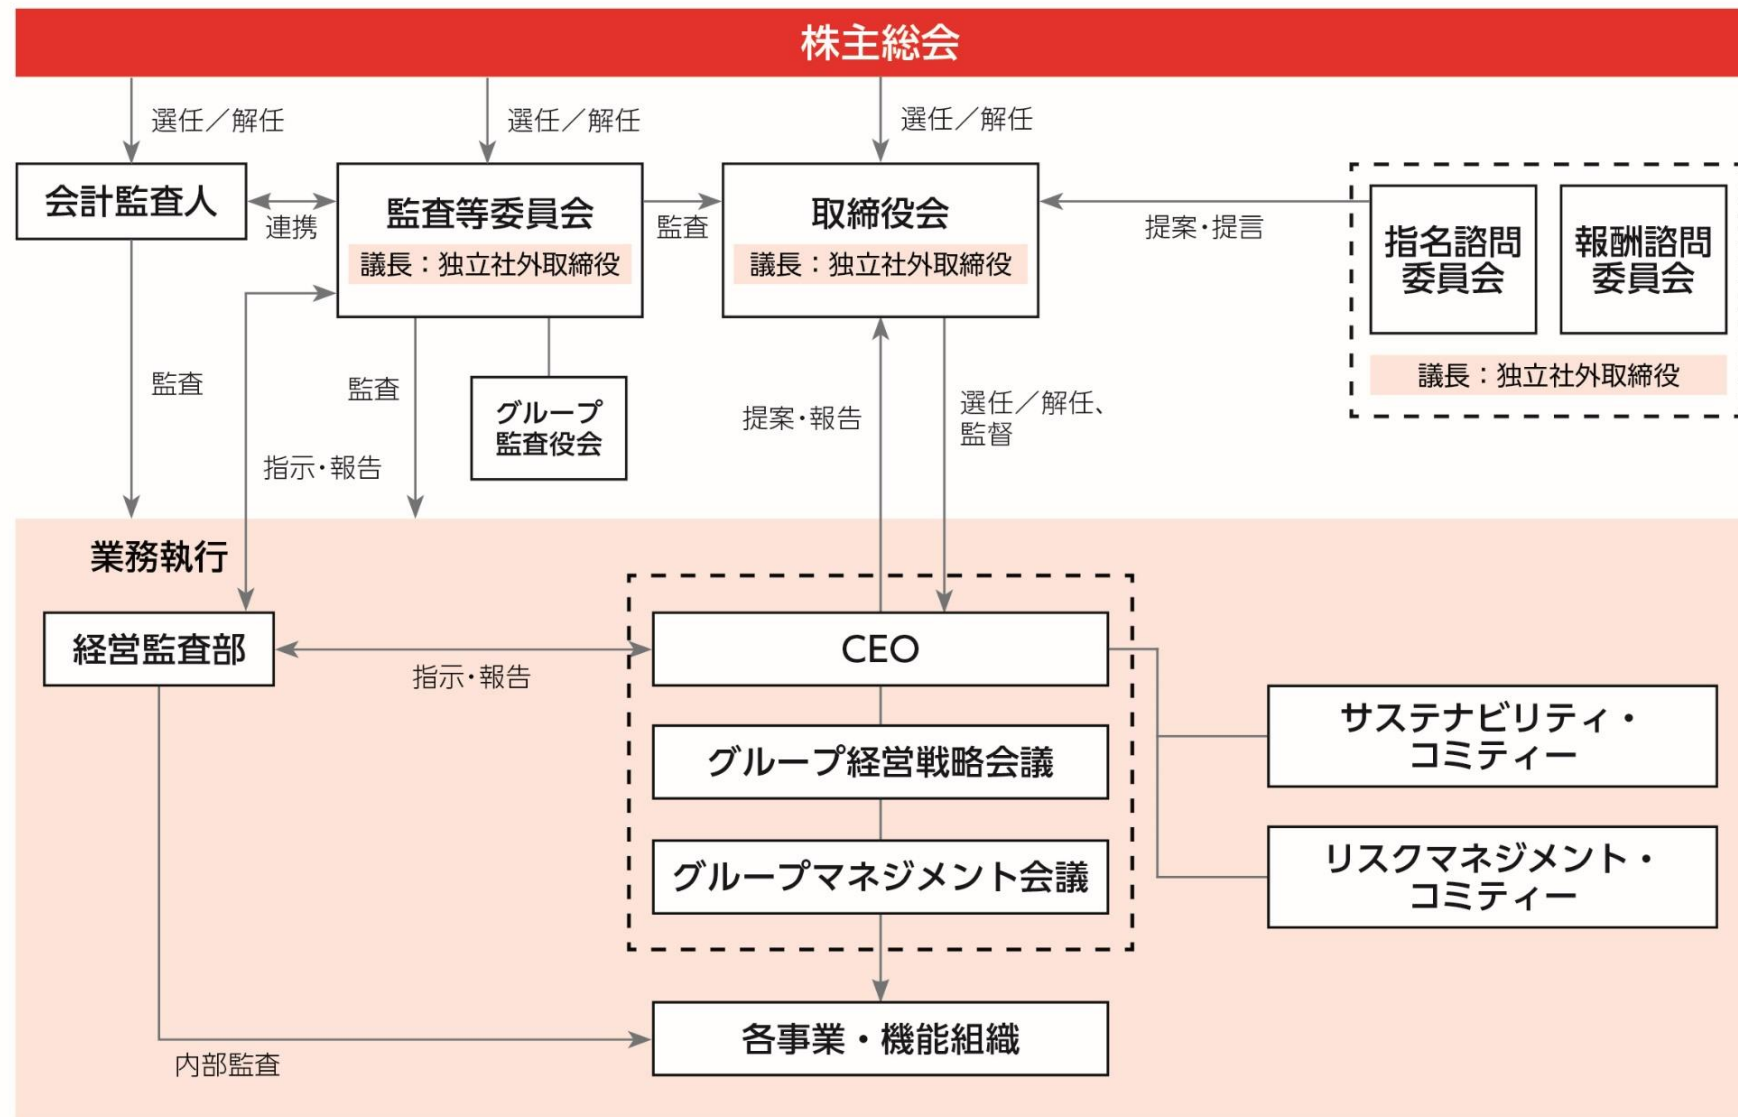 株主総会
選任／解任
選任／解任
選任／解任
会計監査人
連携
監査等委員会
議長：独立社外取締役
監査
取締役会
議長：独立社外取締役
提案・提言
指名諮問
委員会
報酬諮問
委員会
議長：独立社外取締役
監査
監査
グループ
監査役会
指示・報告
提案・報告
選任／解任、
監督
業務執行
経営監査部
指示・報告
CEO
グループ経営戦略会議
グループマネジメント会議
サステナビリティ・
コミティー
リスクマネジメント・
コミティー
内部監査
各事業・機能組織